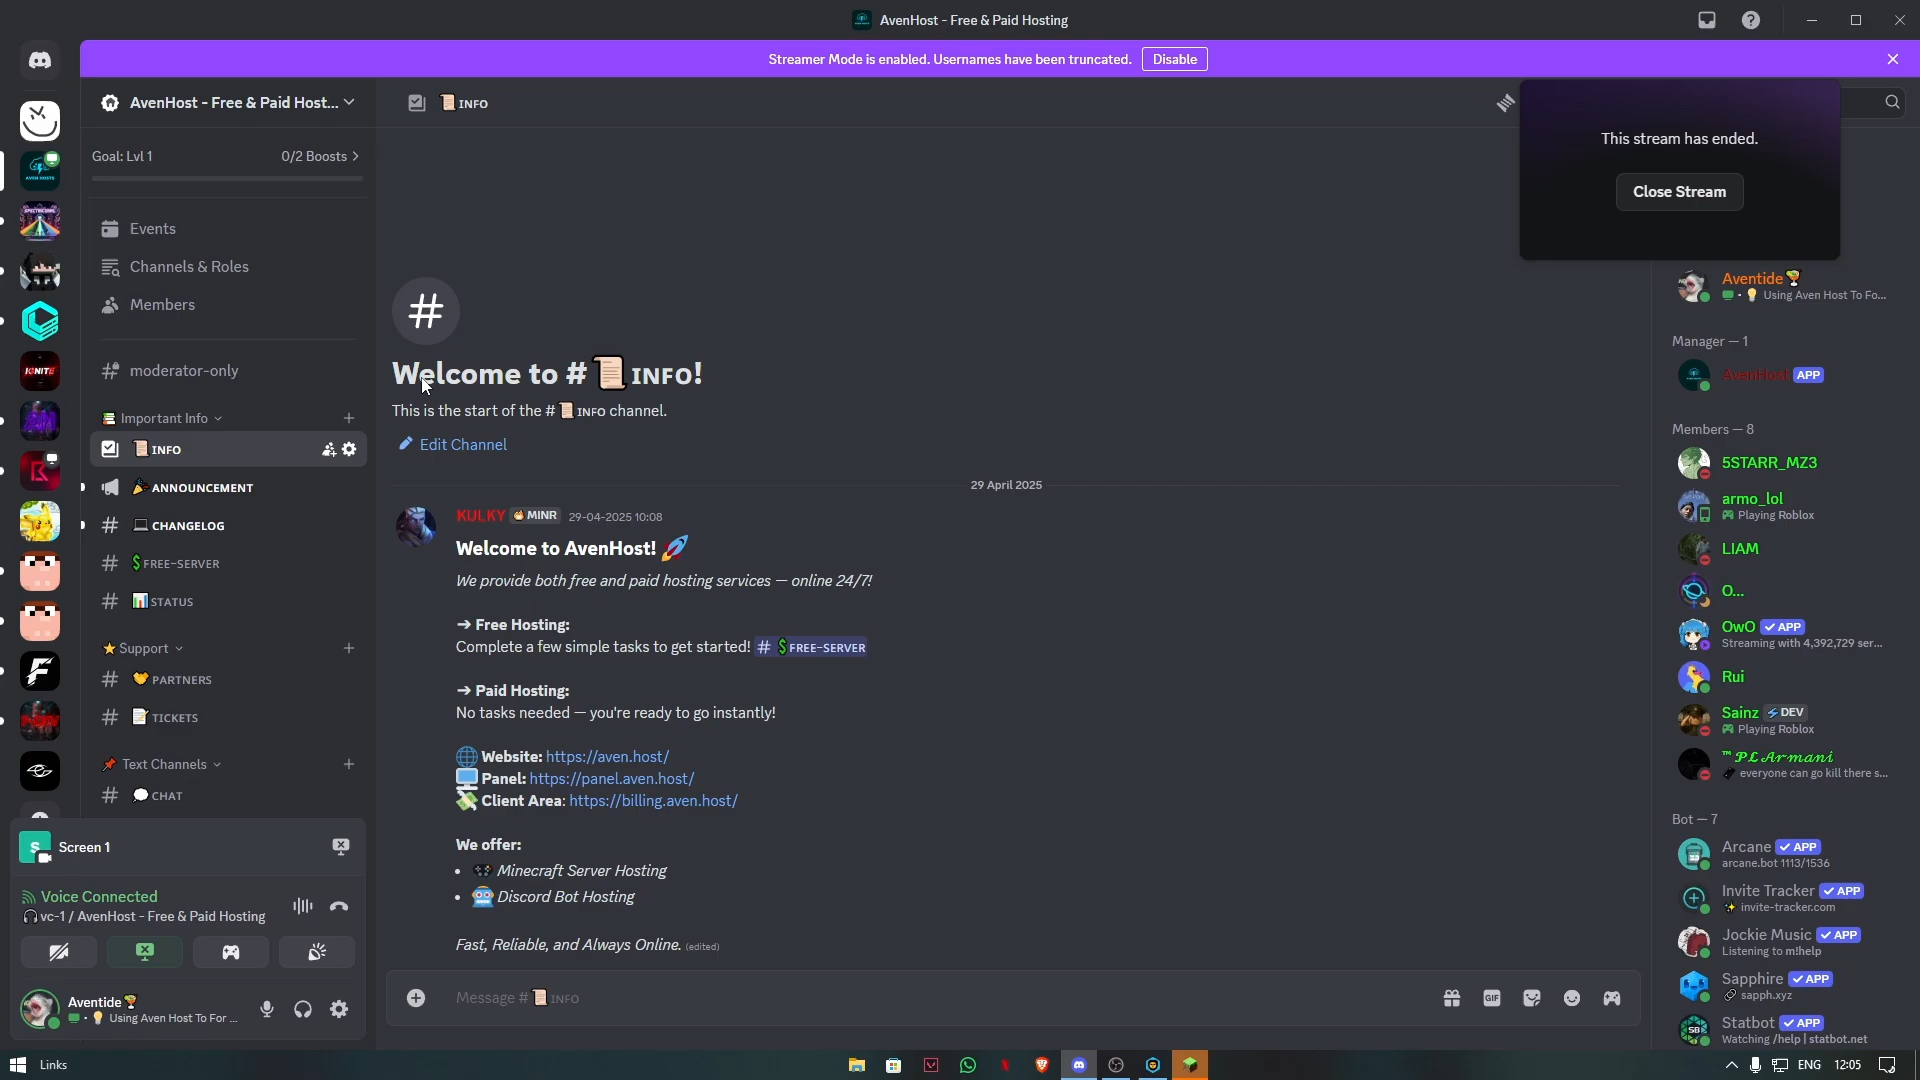 AvenHost - Free & Paid Hosting
Streamer Mode is enabled. Usernames have been truncated.
Disable
AvenHost - Free & Paid Host...
INFO
This stream has ended.
Close Stream
Goal: Lvl 1
0/2 Boosts
Events
Channels & Roles
Members
moderator-only
Important Info
INFO
ANNOUNCEMENT
CHANGELOG
FREE-SERVER
STATUS
Support
PARTNERS
TICKETS
Text Channels
CHAT
Screen 1
Voice Connected
vc-1 / AvenHost - Free & Paid Hosting
Aventide
Using Aven Host To For ...
Welcome to # INFO!
This is the start of the # INFO channel.
Edit Channel
29 April 2025
KULKY MINR 29-04-2025 10:08
Welcome to AvenHost!
We provide both free and paid hosting services — online 24/7!
→ Free Hosting:
Complete a few simple tasks to get started! # FREE-SERVER
→ Paid Hosting:
No tasks needed — you're ready to go instantly!
Website: https://aven.host/
Panel: https://panel.aven.host/
Client Area: https://billing.aven.host/
We offer:
• Minecraft Server Hosting
• Discord Bot Hosting
Fast, Reliable, and Always Online. (edited)
Message # INFO
GIF
Aventide
Using Aven Host To Fo...
Manager — 1
AvenHost APP
Members — 8
5STARR_MZ3
armo_lol
Playing Roblox
LIAM
O...
OwO APP
Streaming with 4,392,729 ser...
Rui
Sainz DEV
Playing Roblox
™𝓟𝓛 𝓐𝓻𝓶𝓪𝓷𝓲
everyone can go kill there s...
Bot — 7
Arcane APP
arcane.bot 1113/1536
Invite Tracker APP
invite-tracker.com
Jockie Music APP
Listening to m!help
Sapphire APP
sapph.xyz
Statbot APP
Watching /help | statbot.net
Links
ENG
12:05